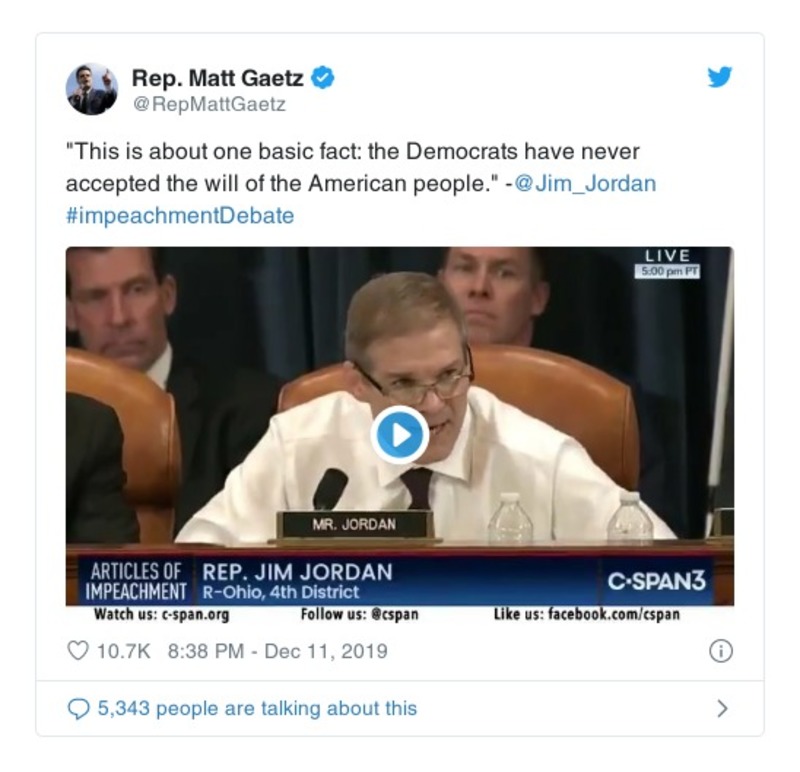 Rep. Matt Gaetz
@RepMattGaetz
"This is about one basic fact: the Democrats have never
accepted the will of the American people." -@Jim_Jordan
#impeachmentDebate
LIVE
5:00 pm PT
MR. JORDAN
ARTICLES OF
IMPEACHMENT
REP. JIM JORDAN
R-Ohio, 4th District
C·SPAN3
Watch us: c-span.org Follow us: @cspan Like us: facebook.com/cspan
10.7K 8:38 PM - Dec 11, 2019
5,343 people are talking about this